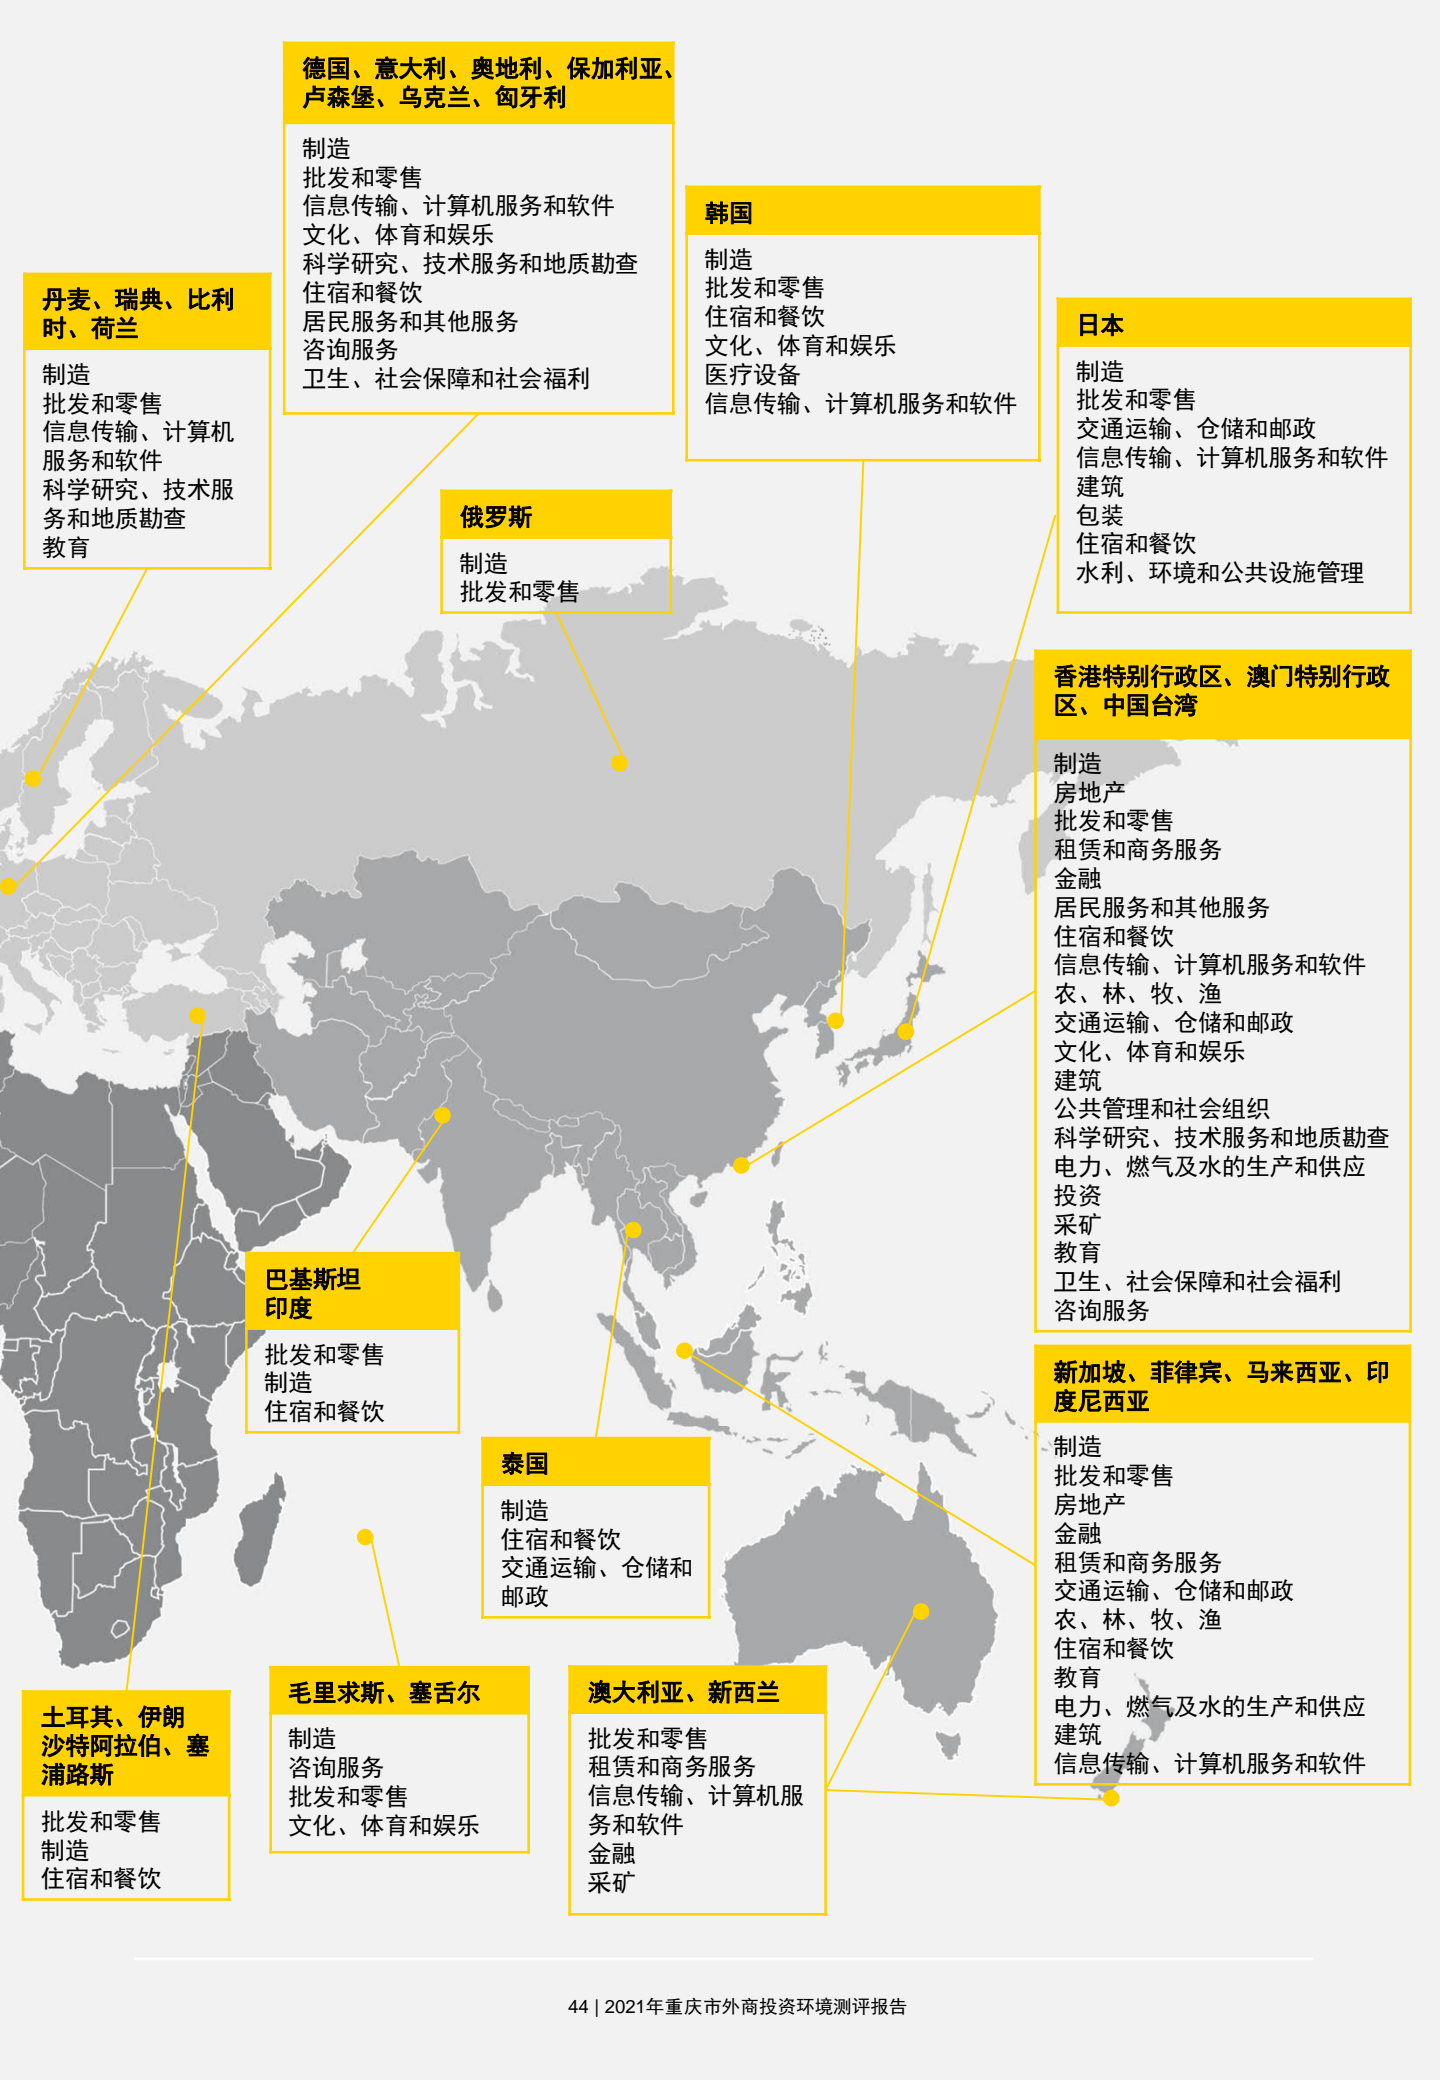 德国、意大利、奥地利、保加利亚、
卢森堡、乌克兰、匈牙利
制造
批发和零售
信息传输、计算机服务和软件
文化、体育和娱乐
科学研究、技术服务和地质勘查
住宿和餐饮
居民服务和其他服务
咨询服务
卫生、社会保障和社会福利
韩国
制造
批发和零售
住宿和餐饮
文化、体育和娱乐
医疗设备
信息传输、计算机服务和软件
丹麦、瑞典、比利
时、荷兰
制造
批发和零售
信息传输、计算机
服务和软件
科学研究、技术服
务和地质勘查
教育
日本
制造
批发和零售
交通运输、仓储和邮政
信息传输、计算机服务和软件
建筑
包装
住宿和餐饮
水利、环境和公共设施管理
俄罗斯
制造
批发和零售
香港特别行政区、澳门特别行政
区、中国台湾
制造
房地产
批发和零售
租赁和商务服务
金融
居民服务和其他服务
住宿和餐饮
信息传输、计算机服务和软件
农、林、牧、渔
交通运输、仓储和邮政
文化、体育和娱乐
建筑
公共管理和社会组织
科学研究、技术服务和地质勘查
电力、燃气及水的生产和供应
投资
采矿
教育
卫生、社会保障和社会福利
咨询服务
巴基斯坦
印度
批发和零售
制造
住宿和餐饮
新加坡、菲律宾、马来西亚、印
度尼西亚
制造
批发和零售
房地产
金融
租赁和商务服务
交通运输、仓储和邮政
农、林、牧、渔
住宿和餐饮
教育
电力、燃气及水的生产和供应
建筑
信息传输、计算机服务和软件
泰国
制造
住宿和餐饮
交通运输、仓储和
邮政
土耳其、伊朗
沙特阿拉伯、塞
浦路斯
批发和零售
制造
住宿和餐饮
毛里求斯、塞舌尔
制造
咨询服务
批发和零售
文化、体育和娱乐
澳大利亚、新西兰
批发和零售
租赁和商务服务
信息传输、计算机服
务和软件
金融
采矿
44 | 2021年重庆市外商投资环境测评报告